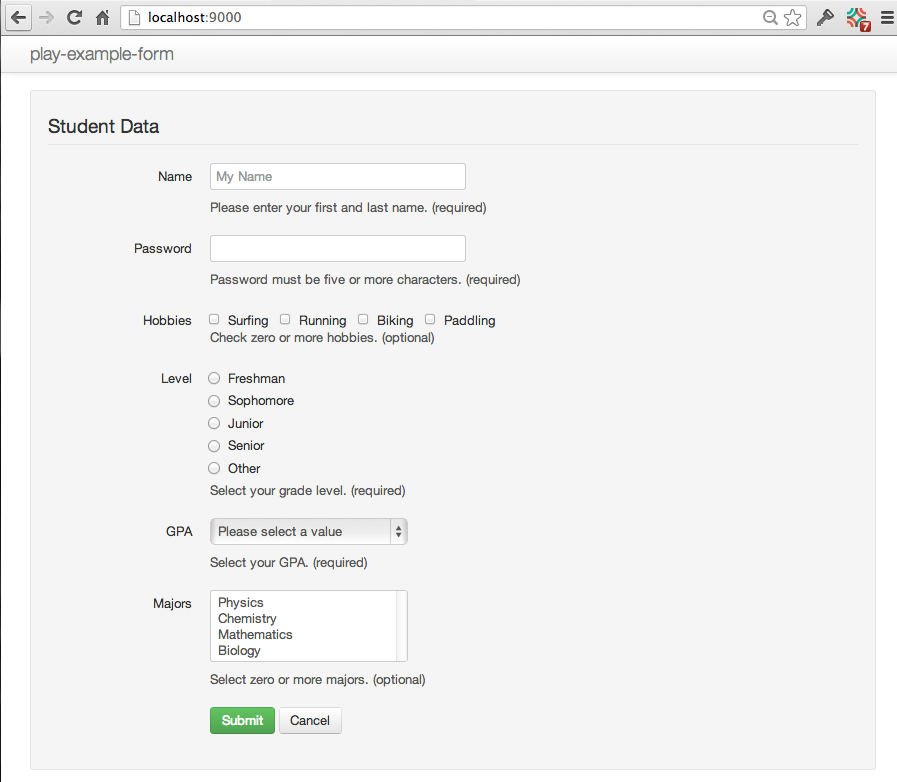 localhost:9000
7
play-example-form
Student Data
Name
My Name
Please enter your first and last name. (required)
Password
Password must be five or more characters. (required)
Hobbies Surfing Running Biking Paddling
Check zero or more hobbies. (optional)
Level Freshman
Sophomore
Junior
Senior
Other
Select your grade level. (required)
GPA Please select a value
Select your GPA. (required)
Majors Physics
Chemistry
Mathematics
Biology
Select zero or more majors. (optional)
Submit Cancel